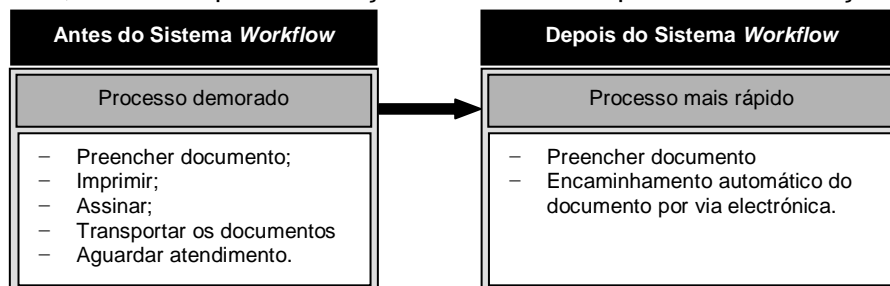 Antes do Sistema Workflow
Processo demorado
– Preencher documento;
– Imprimir;
– Assinar;
– Transportar os documentos
– Aguardar atendimento.
Depois do Sistema Workflow
Processo mais rápido
– Preencher documento
– Encaminhamento automático do
documento por via electrónica.